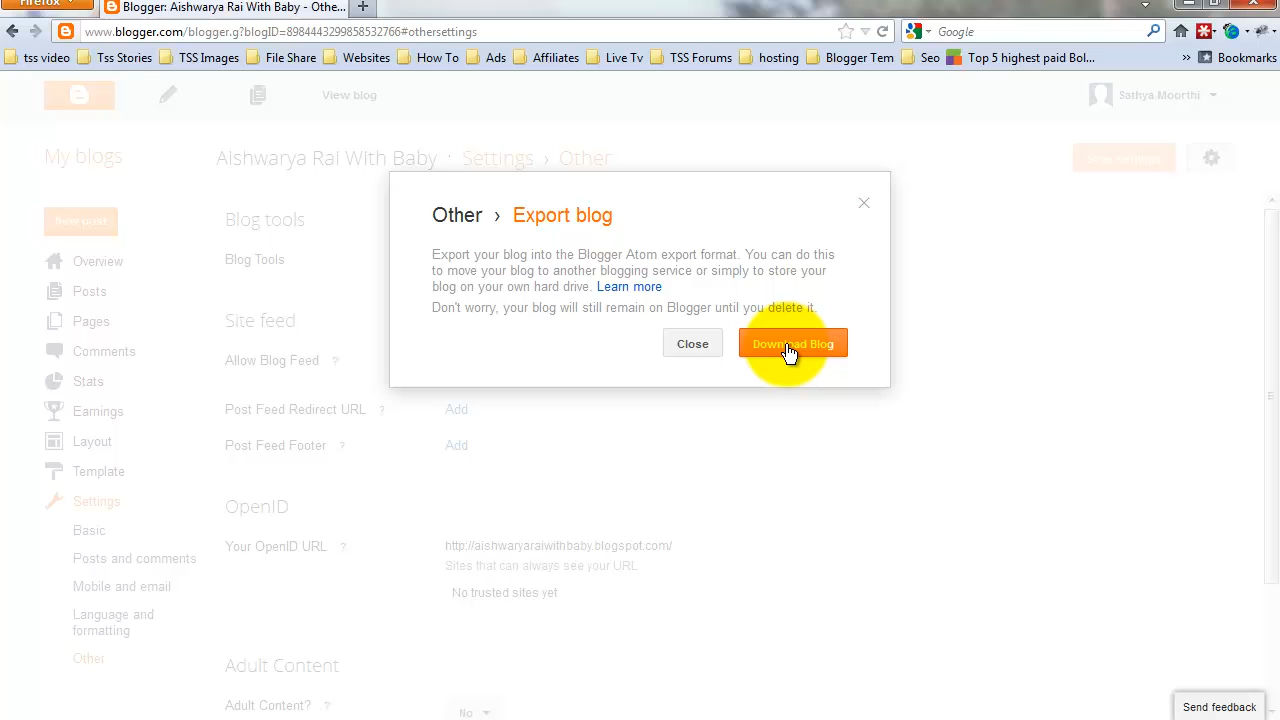 Firefox
Blogger: Aishwarya Rai With Baby - Othe...
www.blogger.com/blogger.g?blogID=8984443299858532766#othersettings
Google
tss video
Tss Stories
TSS Images
File Share
Websites
How To
Ads
Affiliates
Live Tv
TSS Forums
hosting
Blogger Tem
Seo
Top 5 highest paid Bol...
»
Bookmarks
View blog
Sathya Moorthi
My blogs
Aishwarya Rai With Baby · Settings › Other
Save settings
New post
Overview
Posts
Pages
Comments
Stats
Earnings
Layout
Template
Settings
Basic
Posts and comments
Mobile and email
Language and
formatting
Other
Blog tools
Blog Tools
Site feed
Allow Blog Feed ?
Post Feed Redirect URL ? Add
Post Feed Footer ? Add
OpenID
Your OpenID URL ? http://aishwaryaraiwithbaby.blogspot.com/
Sites that can always see your URL
No trusted sites yet
Adult Content
Adult Content? ? No
Other › Export blog
Export your blog into the Blogger Atom export format. You can do this
to move your blog to another blogging service or simply to store your
blog on your own hard drive. Learn more
Don't worry, your blog will still remain on Blogger until you delete it.
Close
Download Blog
Send feedback